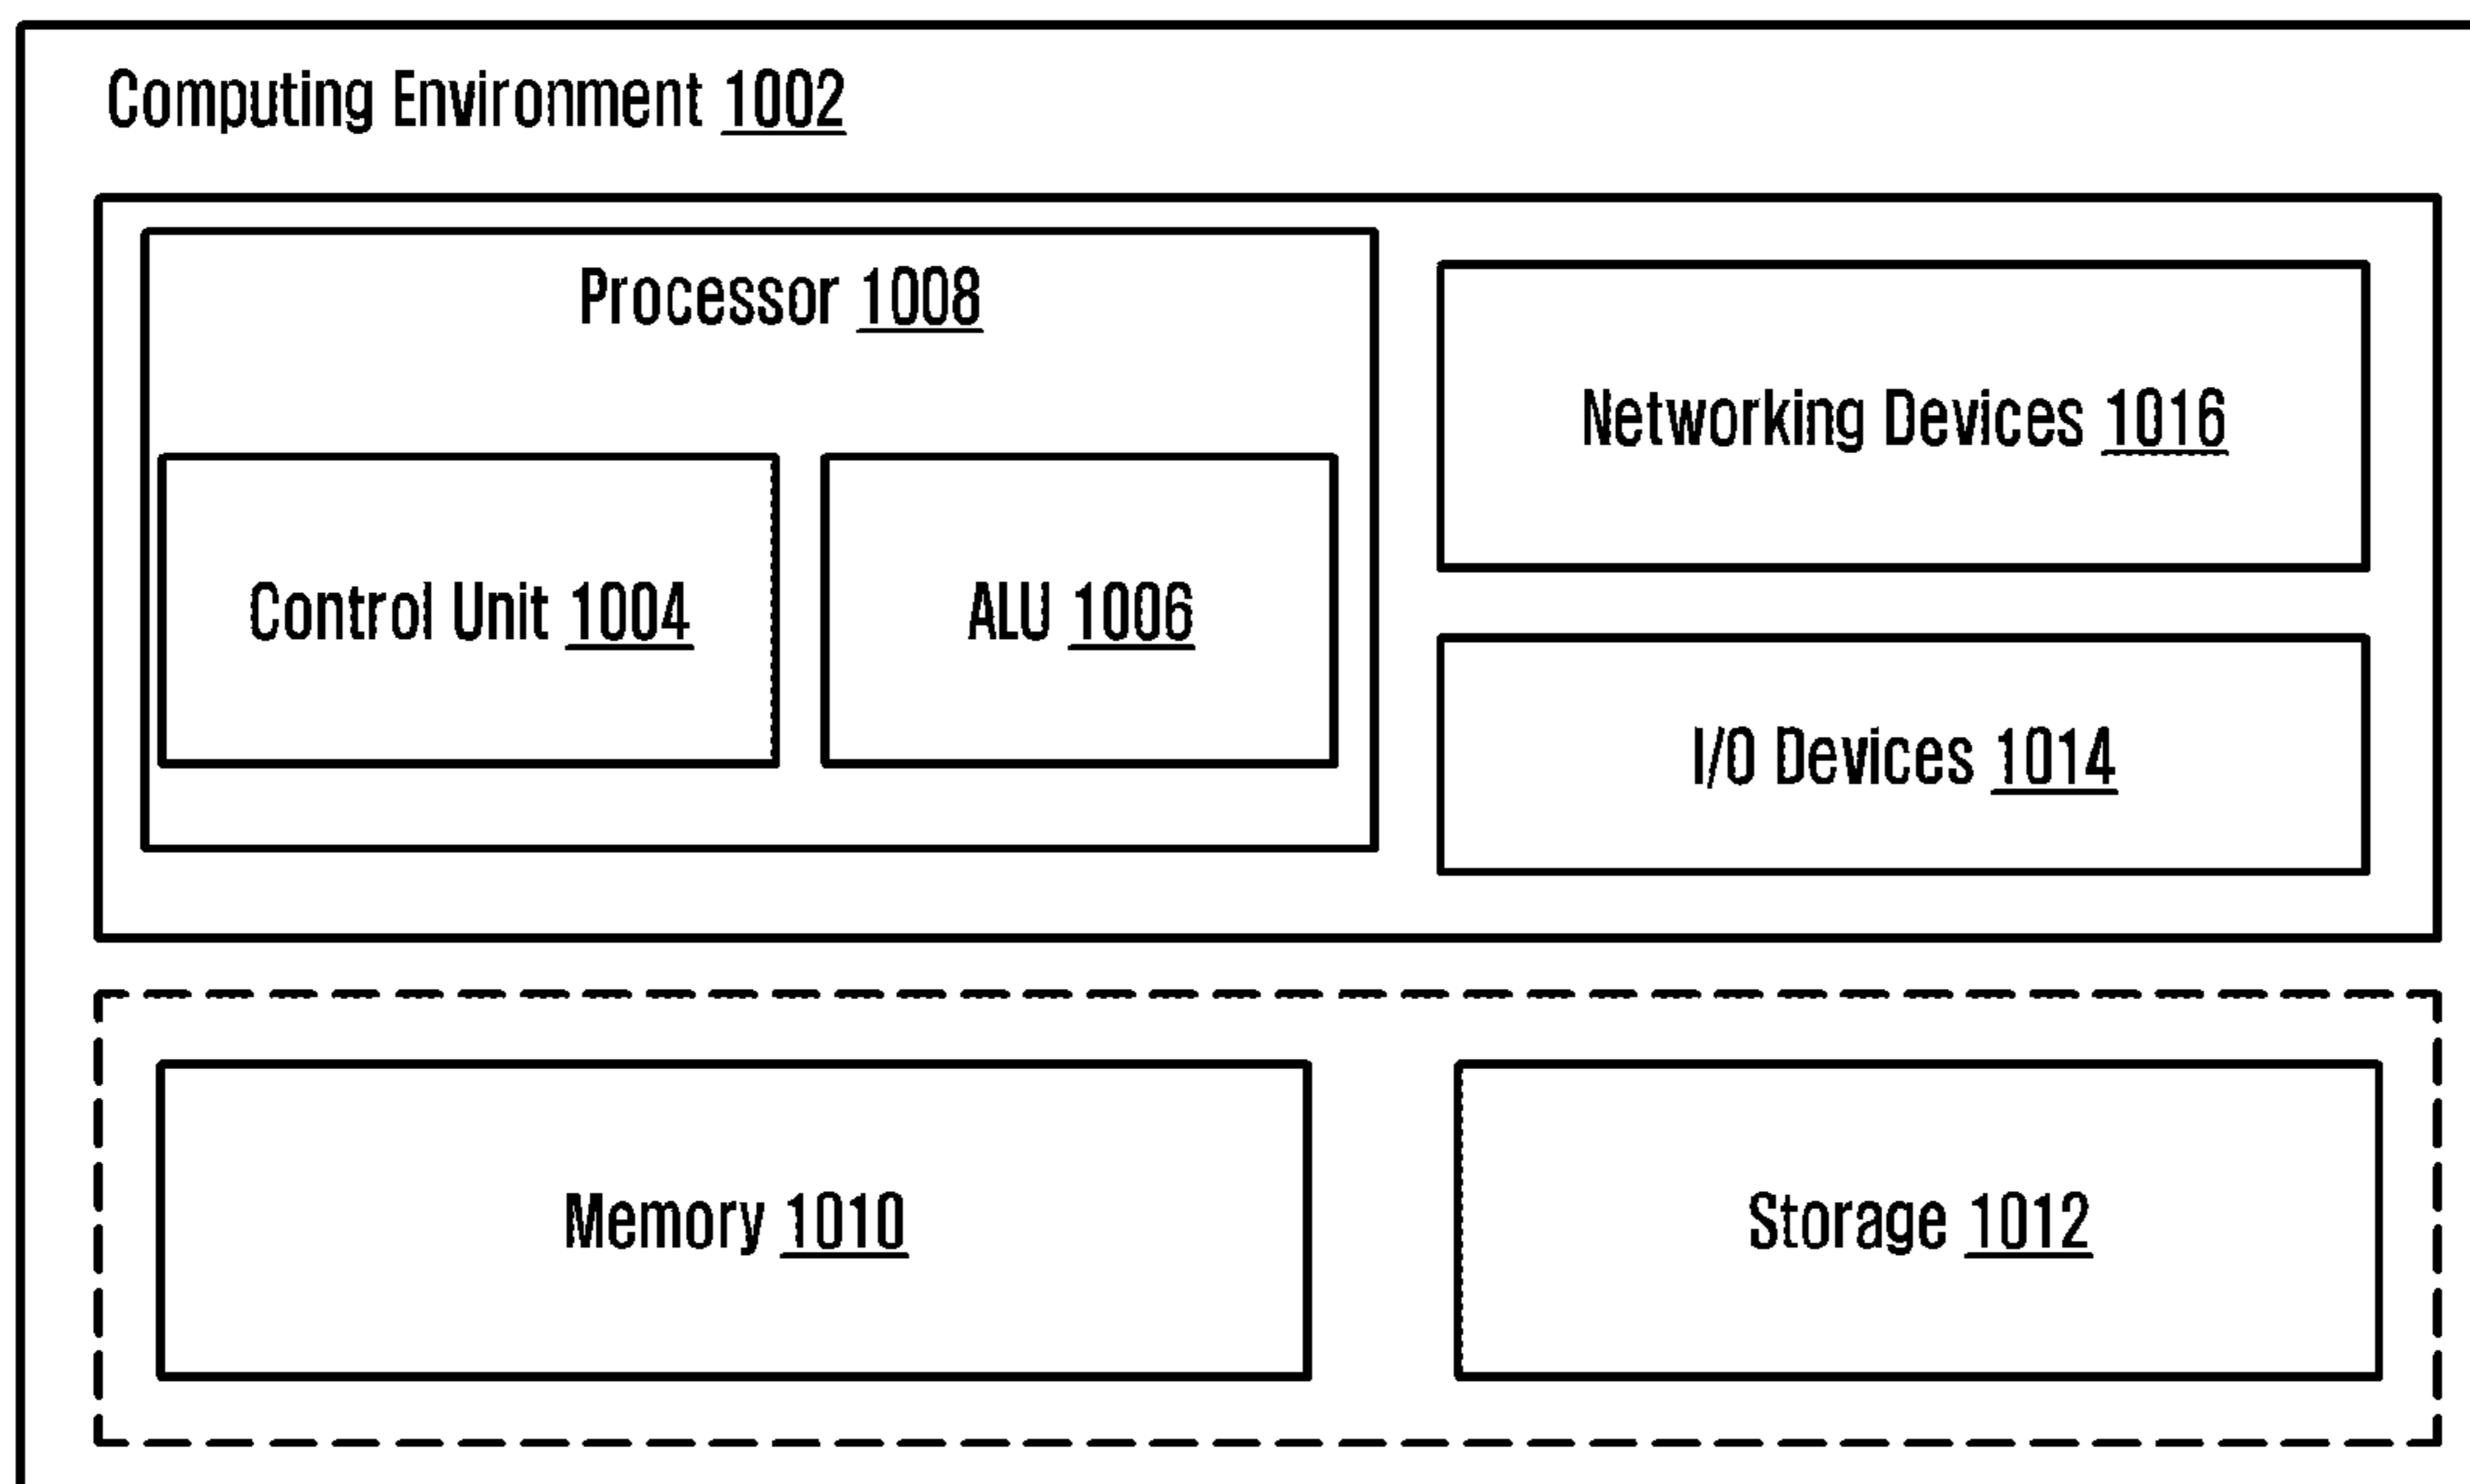 Computing Environment 1002
Processor 1008
Control Unit 1004
ALU 1006
Networking Devices 1016
I/O Devices 1014
Memory 1010
Storage 1012